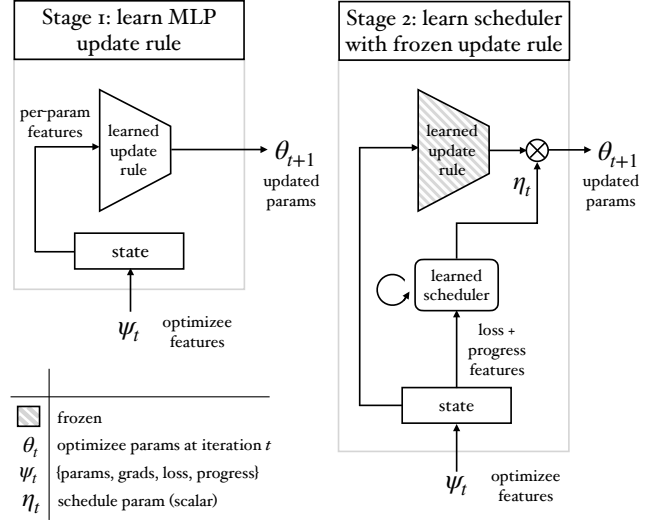 Stage 1: learn MLP
update rule
per-param
features
learned
update
rule
θt+1
updated
params
state
ψt
optimizee
features
Stage 2: learn scheduler
with frozen update rule
learned
update
rule
θt+1
updated
params
ηt
learned
scheduler
loss +
progress
features
state
ψt
optimizee
features
frozen
θt optimizee params at iteration t
ψt {params, grads, loss, progress}
ηt schedule param (scalar)